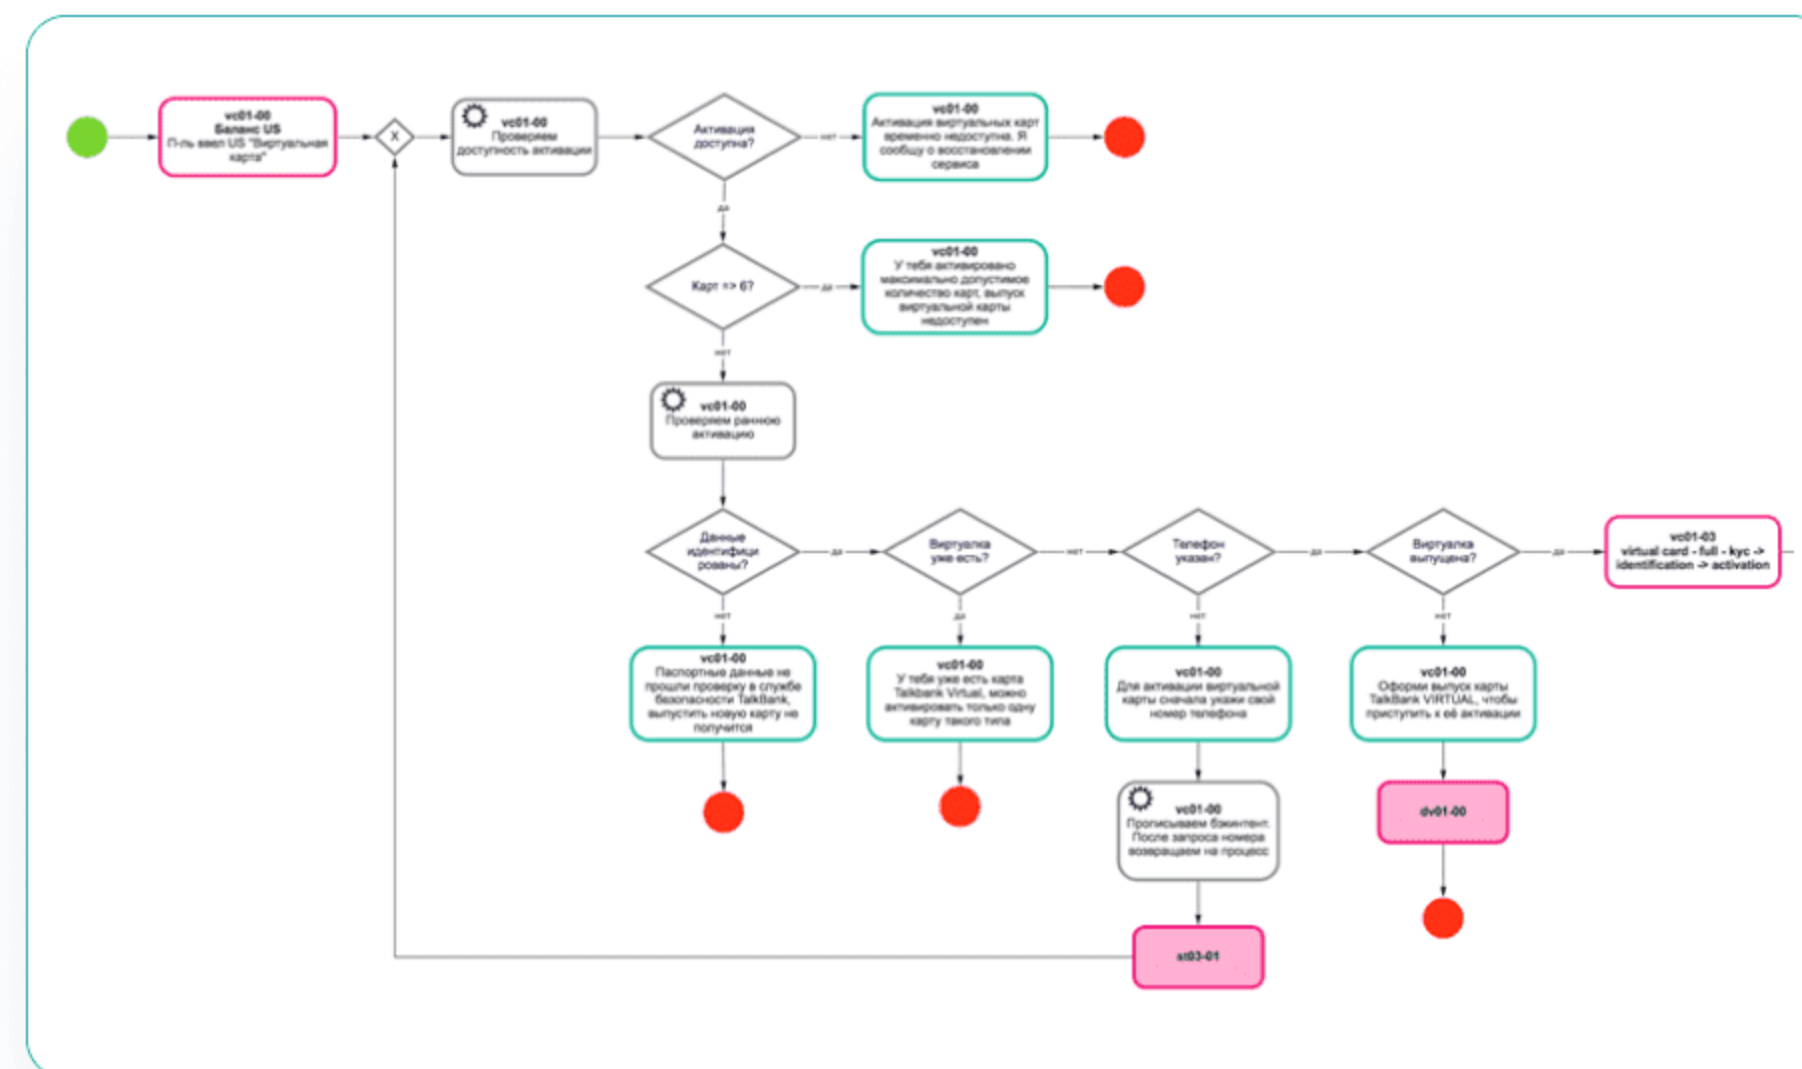 vc01-00
Баланс US
П-ль ввел US "Виртуальная
карта"
X
vc01-00
Проверяем
доступность активации
Активация
доступна?
нет
vc01-00
Активация виртуальных карт
временно недоступна. Я
сообщу о восстановлении
сервиса
да
Карт => 6?
да
vc01-00
У тебя активировано
максимально допустимое
количество карт, выпуск
виртуальной карты
недоступен
нет
vc01-00
Проверяем раннюю
активацию
Данные
идентифици
рованы?
да
Виртуалка
уже есть?
нет
Телефон
указан?
да
Виртуалка
выпущена?
да
vc01-03
virtual card - full - kyc ->
identification -> activation
нет
да
нет
нет
vc01-00
Паспортные данные не
прошли проверку в службе
безопасности TalkBank,
выпустить новую карту не
получится
vc01-00
У тебя уже есть карта
Talkbank Virtual, можно
активировать только одну
карту такого типа
vc01-00
Для активации виртуальной
карты сначала укажи свой
номер телефона
vc01-00
Оформи выпуск карты
TalkBank VIRTUAL, чтобы
приступить к её активации
vc01-00
Прописываем бэкинтент.
После запроса номера
возвращаем на процесс
dv01-00
st03-01